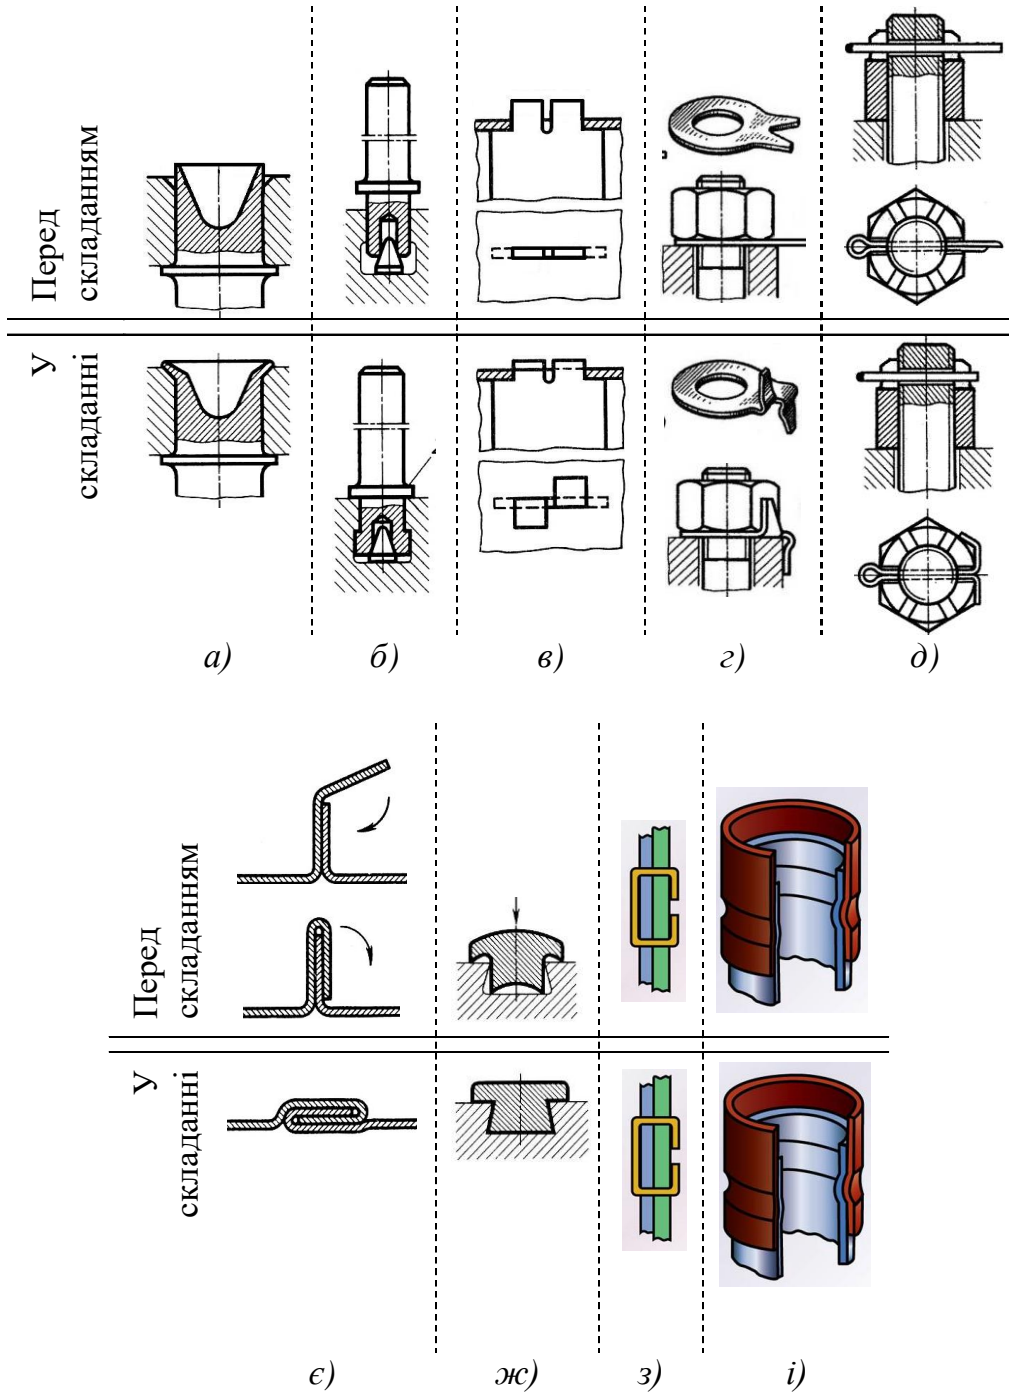 Перед
складанням
У
складанні
а) б) в) г) д)
Перед
складанням
У
складанні
є) ж) з) і)